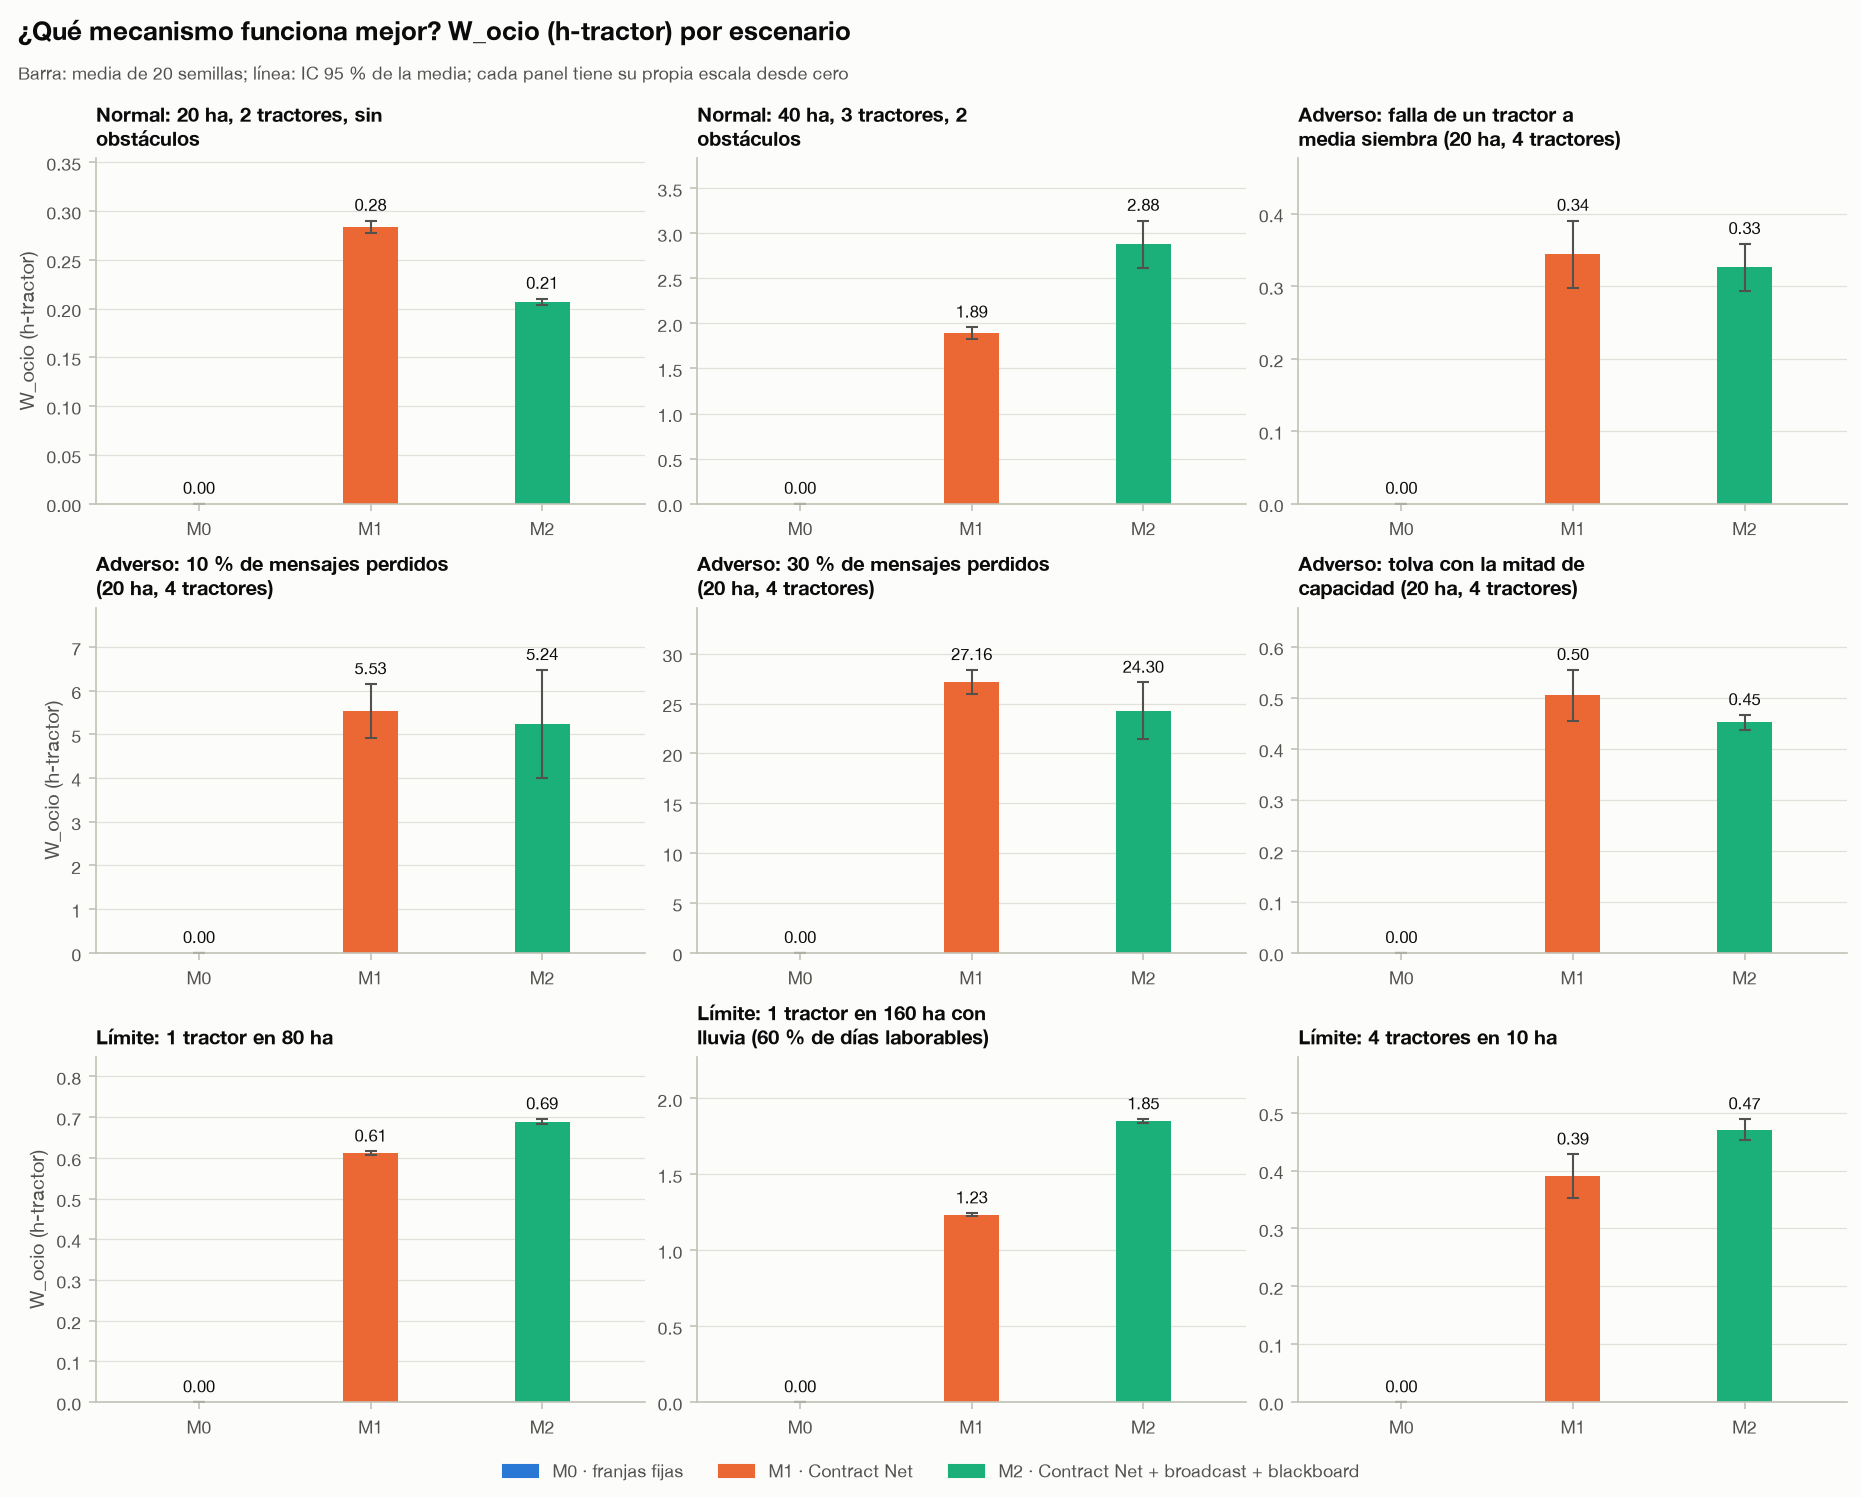 ¿Qué mecanismo funciona mejor? W_ocio (h-tractor) por escenario
Barra: media de 20 semillas; línea: IC 95 % de la media; cada panel tiene su propia escala desde cero
Normal: 20 ha, 2 tractores, sin
obstáculos
W_ocio (h-tractor)
0.35
0.30
0.25
0.20
0.15
0.10
0.05
0.00
0.00
0.28
0.21
M0
M1
M2
Normal: 40 ha, 3 tractores, 2
obstáculos
3.5
3.0
2.5
2.0
1.5
1.0
0.5
0.0
0.00
1.89
2.88
M0
M1
M2
Adverso: falla de un tractor a
media siembra (20 ha, 4 tractores)
0.4
0.3
0.2
0.1
0.0
0.00
0.34
0.33
M0
M1
M2
Adverso: 10 % de mensajes perdidos
(20 ha, 4 tractores)
W_ocio (h-tractor)
7
6
5
4
3
2
1
0
0.00
5.53
5.24
M0
M1
M2
Adverso: 30 % de mensajes perdidos
(20 ha, 4 tractores)
30
25
20
15
10
5
0
0.00
27.16
24.30
M0
M1
M2
Adverso: tolva con la mitad de
capacidad (20 ha, 4 tractores)
0.6
0.5
0.4
0.3
0.2
0.1
0.0
0.00
0.50
0.45
M0
M1
M2
Límite: 1 tractor en 80 ha
W_ocio (h-tractor)
0.8
0.7
0.6
0.5
0.4
0.3
0.2
0.1
0.0
0.00
0.61
0.69
M0
M1
M2
Límite: 1 tractor en 160 ha con
lluvia (60 % de días laborables)
2.0
1.5
1.0
0.5
0.0
0.00
1.23
1.85
M0
M1
M2
Límite: 4 tractores en 10 ha
0.5
0.4
0.3
0.2
0.1
0.0
0.00
0.39
0.47
M0
M1
M2
M0 · franjas fijas
M1 · Contract Net
M2 · Contract Net + broadcast + blackboard